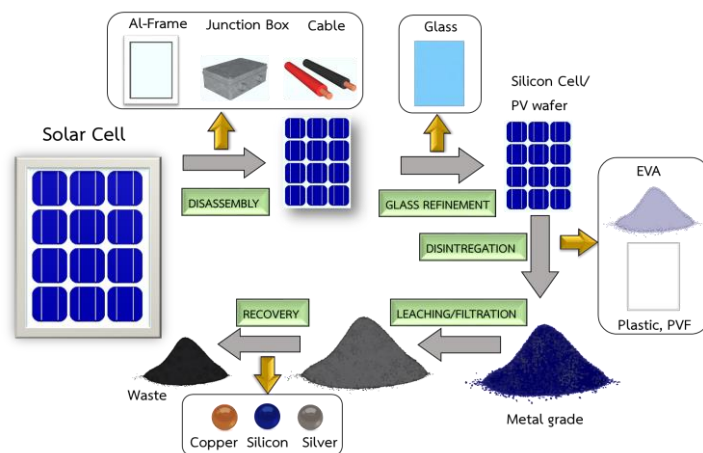 Al-Frame
Junction Box
Cable
Glass
Silicon Cell/
PV wafer
Solar Cell
DISASSEMBLY
GLASS REFINEMENT
EVA
DISINTREGATION
Plastic, PVF
RECOVERY
LEACHING/FILTRATION
Waste
Metal grade
Copper
Silicon
Silver